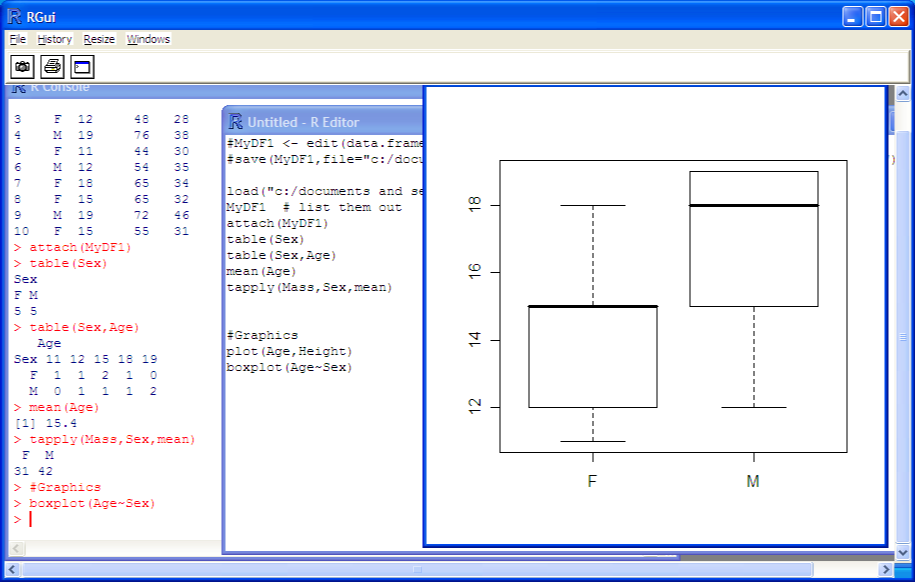 RGui
File History Resize Windows
R Console
3 F 12 48 28
4 M 19 76 38
5 F 11 44 30
6 M 12 54 35
7 F 18 65 34
8 F 15 65 32
9 M 19 72 46
10 F 15 55 31
> attach(MyDF1)
> table(Sex)
Sex
F M
5 5
> table(Sex,Age)
Age
Sex 11 12 15 18 19
F 1 1 2 1 0
M 0 1 1 1 2
> mean(Age)
[1] 15.4
> tapply(Mass,Sex,mean)
F M
31 42
> #Graphics
> boxplot(Age~Sex)
>
Untitled - R Editor
#MyDF1 <- edit(data.frame
#save(MyDF1,file="c:/docu
load("c:/documents and se
MyDF1 # list them out
attach(MyDF1)
table(Sex)
table(Sex,Age)
mean(Age)
tapply(Mass,Sex,mean)
#Graphics
plot(Age,Height)
boxplot(Age~Sex)
18
16
14
12
F M